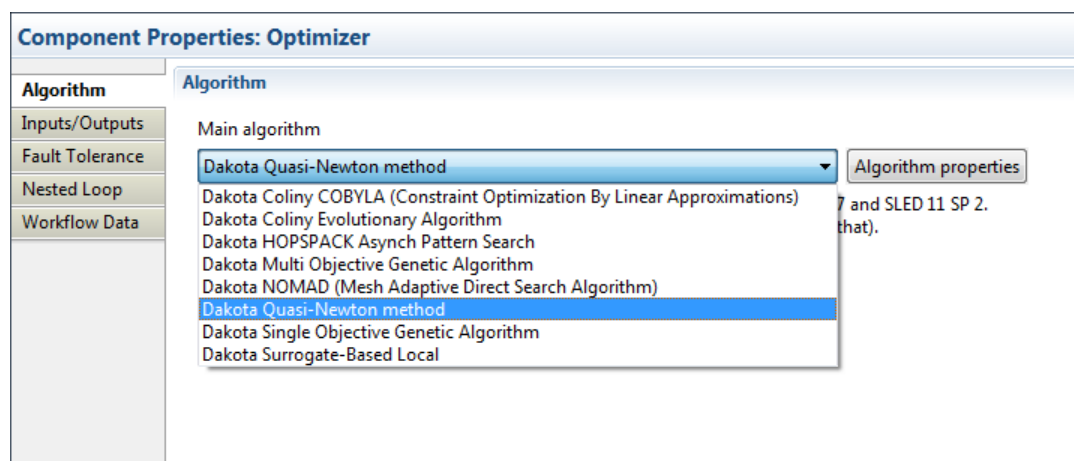 Component Properties: Optimizer
Algorithm
Inputs/Outputs
Fault Tolerance
Nested Loop
Workflow Data
Algorithm
Main algorithm
Dakota Quasi-Newton method
Algorithm properties
Dakota Coliny COBYLA (Constraint Optimization By Linear Approximations)
Dakota Coliny Evolutionary Algorithm
Dakota HOPSPACK Asynch Pattern Search
Dakota Multi Objective Genetic Algorithm
Dakota NOMAD (Mesh Adaptive Direct Search Algorithm)
Dakota Quasi-Newton method
Dakota Single Objective Genetic Algorithm
Dakota Surrogate-Based Local
7 and SLED 11 SP 2.
that).